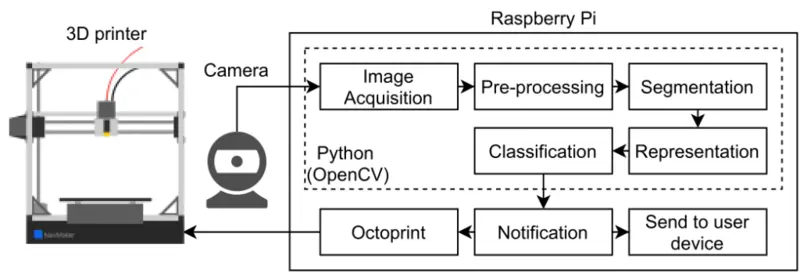 Raspberry Pi
3D printer
Camera
Image
Acquisition
Pre-processing
Segmentation
Python
(OpenCV)
Classification
Representation
Octoprint
Notification
Send to user
device